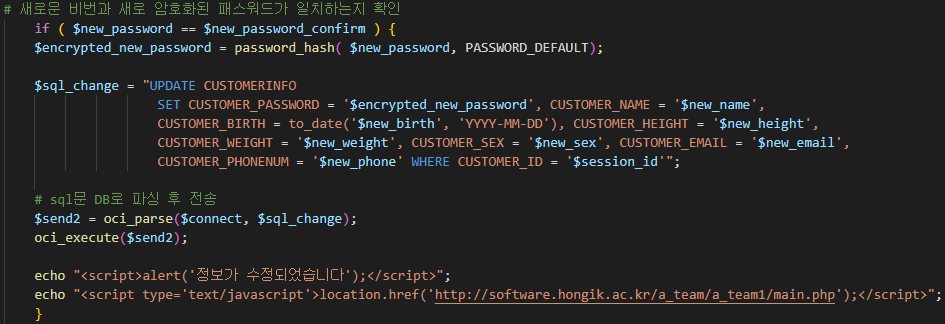 # 새로운 비번과 새로 암호화된 패스워드가 일치하는지 확인
if ( $new_password == $new_password_confirm ) {
$encrypted_new_password = password_hash( $new_password, PASSWORD_DEFAULT);
$sql_change = "UPDATE CUSTOMERINFO
SET CUSTOMER_PASSWORD = '$encrypted_new_password', CUSTOMER_NAME = '$new_name',
CUSTOMER_BIRTH = to_date('$new_birth', 'YYYY-MM-DD'), CUSTOMER_HEIGHT = '$new_height',
CUSTOMER_WEIGHT = '$new_weight', CUSTOMER_SEX = '$new_sex', CUSTOMER_EMAIL = '$new_email',
CUSTOMER_PHONENUM = '$new_phone' WHERE CUSTOMER_ID = '$session_id'";
# sql문 DB로 파싱 후 전송
$send2 = oci_parse($connect, $sql_change);
oci_execute($send2);
echo "<script>alert('정보가 수정되었습니다');</script>";
echo "<script type='text/javascript'>location.href('http://software.hongik.ac.kr/a_team/a_team1/main.php');</script>";
}